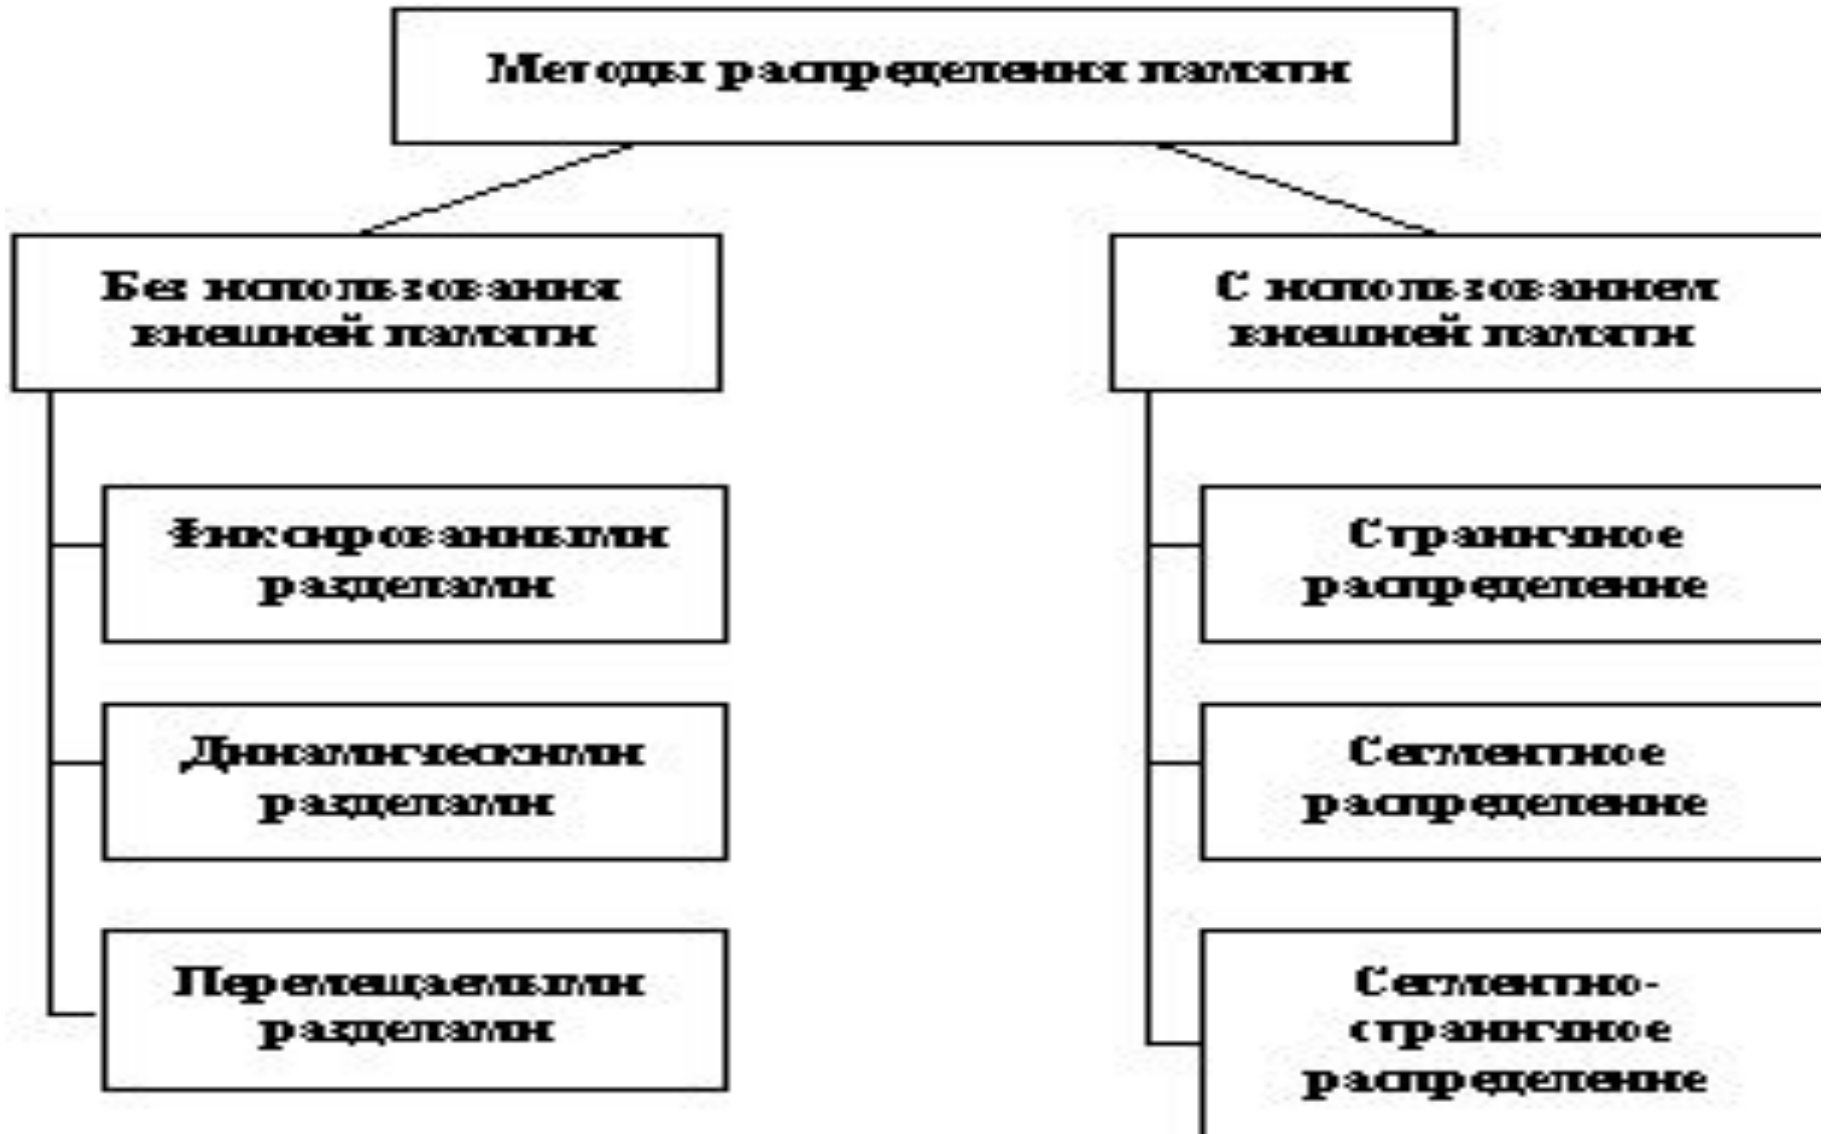 Методы распределения памяти
Без использования
внешней памяти
Фиксированными
разделами
Динамическими
разделами
Перемещаемыми
разделами
С использованием
внешней памяти
Страничное
распределение
Сегментное
распределение
Сегментно-
страничное
распределение